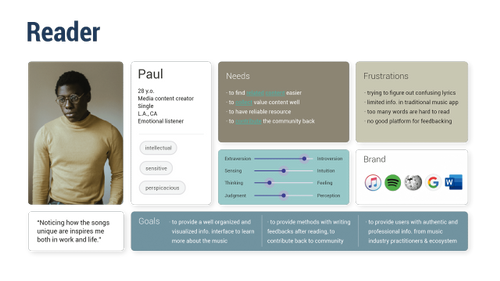 Reader
Paul
28 y.o.
Media content creator
Single
L.A., CA
Emotional listener
intellectual
sensitive
perspicacious
"Noticing how the songs
unique are inspires me
both in work and life."
Needs
· to find easier
· to value content well
· to have reliable resource
· to the community back
Frustrations
· trying to figure out confusing lyrics
· limited info. in traditional music app
· too many words are hard to read
· no good platform for feedbacking
Extraversion Introversion
Sensing Intuition
Thinking Feeling
Judgment Perception
Brand
G
W
Goals
· to provide a well-organized and
visualized info. interface to learn
more about the music
· to provide methods with writing
feedbacks after reading, to
contribute back to community
· to provide users with authentic and
professional info. from music
industry practitioners & ecosystem